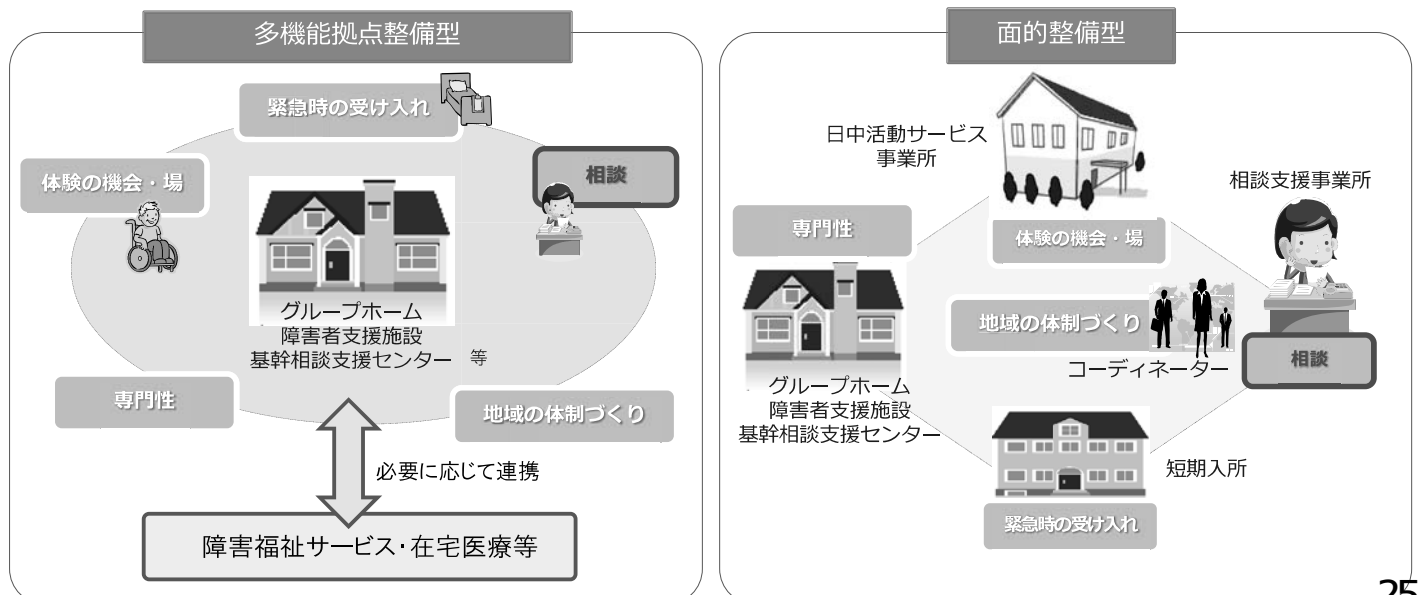 多機能拠点整備型
緊急時の受け入れ
体験の機会・場
相談
グループホーム
障害者支援施設
基幹相談支援センター 等
専門性
地域の体制づくり
必要に応じて連携
障害福祉サービス・在宅医療等
面的整備型
日中活動サービス
事業所
相談支援事業所
専門性
体験の機会・場
地域の体制づくり
コーディネーター
相談
グループホーム
障害者支援施設
基幹相談支援センター
短期入所
緊急時の受け入れ
25